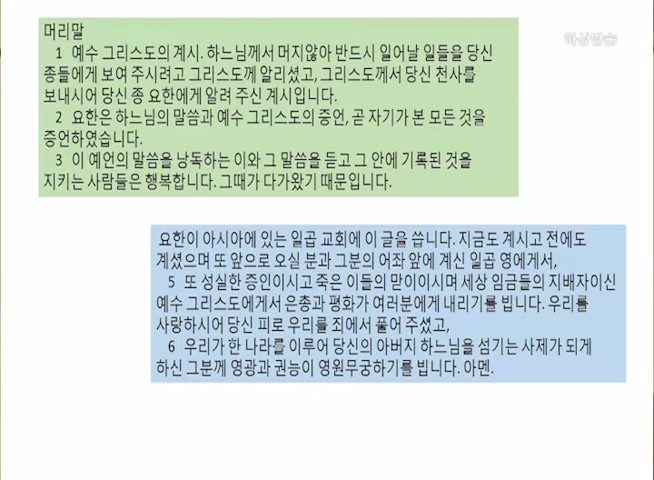 머리말
1 예수 그리스도의 계시. 하느님께서 머지않아 반드시 일어날 일들을 당신
종들에게 보여 주시려고 그리스도께 알리셨고, 그리스도께서 당신 천사를
보내시어 당신 종 요한에게 알려 주신 계시입니다.
2 요한은 하느님의 말씀과 예수 그리스도의 증언, 곧 자기가 본 모든 것을
증언하였습니다.
3 이 예언의 말씀을 낭독하는 이와 그 말씀을 듣고 그 안에 기록된 것을
지키는 사람들은 행복합니다. 그때가 다가왔기 때문입니다.
요한이 아시아에 있는 일곱 교회에 이 글을 씁니다. 지금도 계시고 전에도
계셨으며 또 앞으로 오실 분과 그분의 어좌 앞에 계신 일곱 영에게서,
5 또 성실한 증인이시고 죽은 이들의 맏이이시며 세상 임금들의 지배자이신
예수 그리스도에게서 은총과 평화가 여러분에게 내리기를 빕니다. 우리를
사랑하시어 당신 피로 우리를 죄에서 풀어 주셨고,
6 우리가 한 나라를 이루어 당신의 아버지 하느님을 섬기는 사제가 되게
하신 그분께 영광과 권능이 영원무궁하기를 빕니다. 아멘.